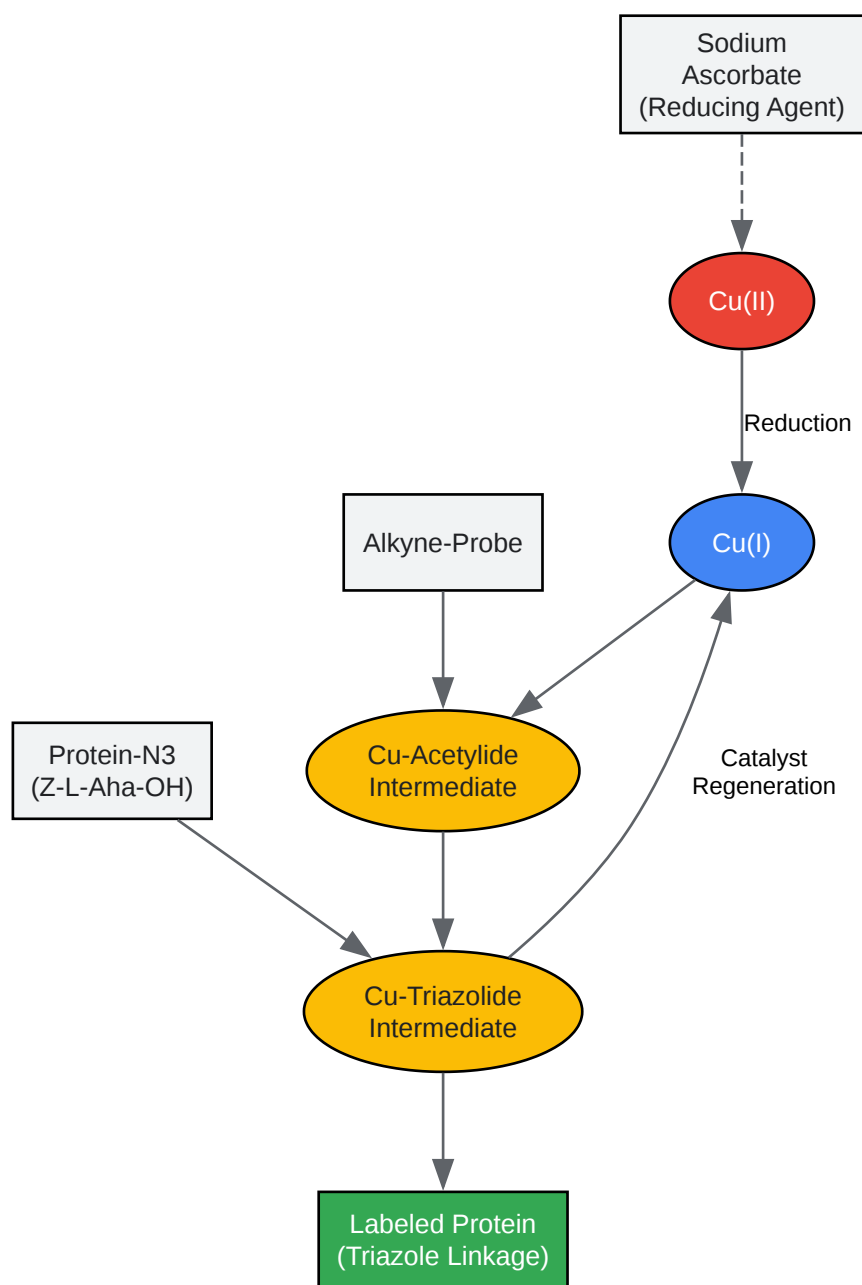 Sodium
Ascorbate
(Reducing Agent)
Cu(II)
Reduction
Alkyne-Probe
Cu(I)
Protein-N3
(Z-L-Aha-OH)
Cu-Acetylide
Intermediate
Catalyst
Regeneration
Cu-Triazolide
Intermediate
Labeled Protein
(Triazole Linkage)